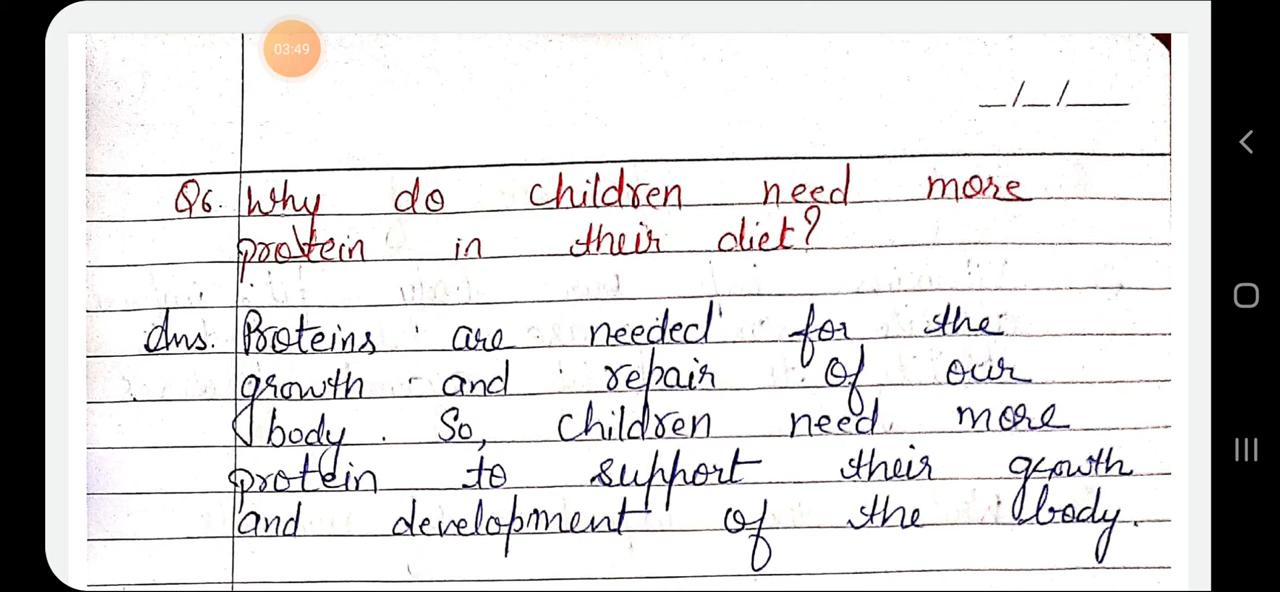 03:49
_/_/__
Q6. Why do children need more
protein in their diet?
Ans. Proteins are needed for the
growth and repair of our
body. So, children need more
protein to support their growth
and development of the body.